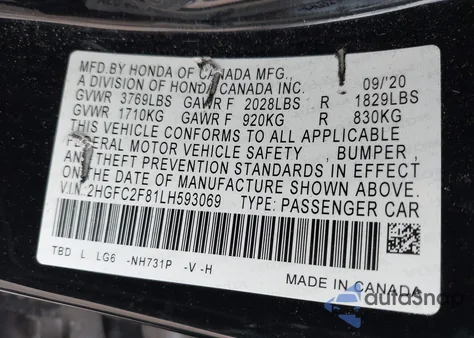 MFD.BY HONDA OF CANADA MFG.,
A DIVISION OF HONDA CANADA INC. 09/'20
GVWR 3769LBS GAWR F 2028LBS R 1829LBS
GVWR 1710KG GAWR F 920KG R 830KG
THIS VEHICLE CONFORMS TO ALL APPLICABLE
FEDERAL MOTOR VEHICLE SAFETY , BUMPER,
AND THEFT PREVENTION STANDARDS IN EFFECT
ON THE DATE OF MANUFACTURE SHOWN ABOVE.
V.I.N:2HGFC2F81LH593069 TYPE: PASSENGER CAR
TBD L LG6 -NH731P -V -H
MADE IN CANADA
autoSnap